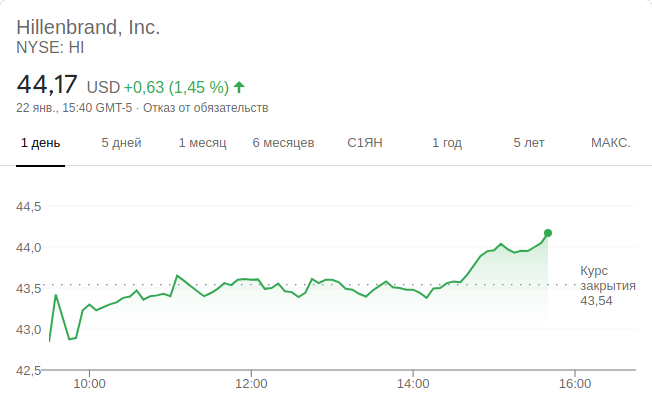 Hillenbrand, Inc.
NYSE: HI
44,17 USD +0,63 (1,45 %)
22 янв., 15:40 GMT-5 · Отказ от обязательств
1 день 5 дней 1 месяц 6 месяцев С1ЯН 1 год 5 лет МАКС.
44,5
44,0
43,5
43,0
42,5
Курс
закрытия
43,54
10:00 12:00 14:00 16:00